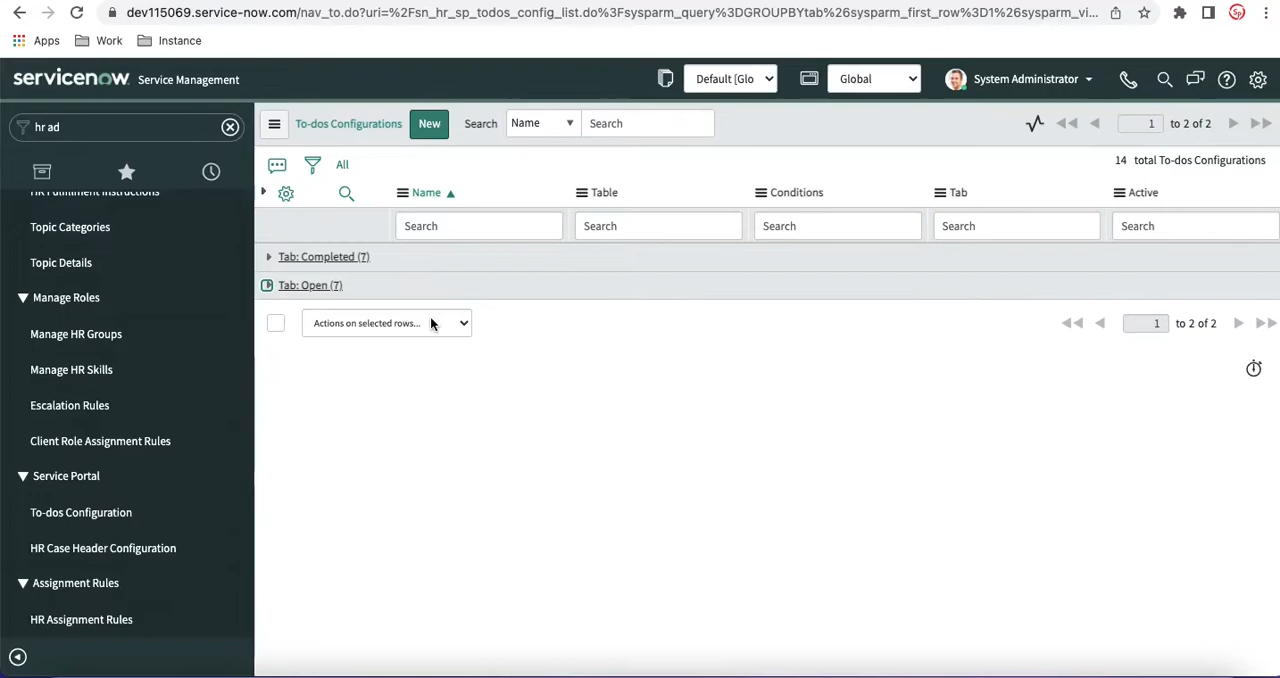 dev115069.service-now.com/nav_to.do?uri=%2Fsn_hr_sp_todos_config_list.do%3Fsysparm_query%3DGROUPBYtab%26sysparm_first_row%3D1%26sysparm_vi...
Sp
Apps Work Instance
servicenow Service Management Default [Glo Global System Administrator
hr ad
To-dos Configurations New Search Name Search 1 to 2 of 2
All 14 total To-dos Configurations
Name Table Conditions Tab Active
Search Search Search Search Search
Tab: Completed (7)
Tab: Open (7)
Actions on selected rows... 1 to 2 of 2
HR Fulfillment Instructions
Topic Categories
Topic Details
Manage Roles
Manage HR Groups
Manage HR Skills
Escalation Rules
Client Role Assignment Rules
Service Portal
To-dos Configuration
HR Case Header Configuration
Assignment Rules
HR Assignment Rules